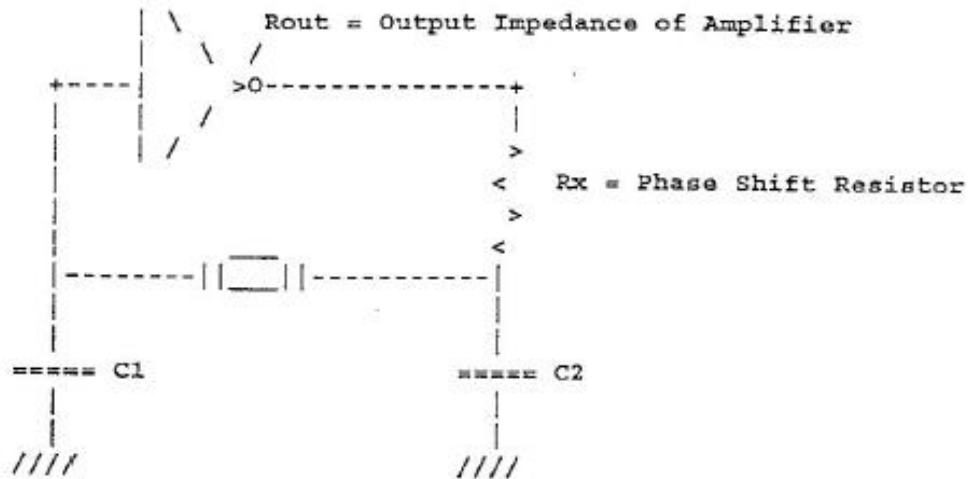 Rout = Output Impedance of Amplifier
Rx = Phase Shift Resistor
C1
C2